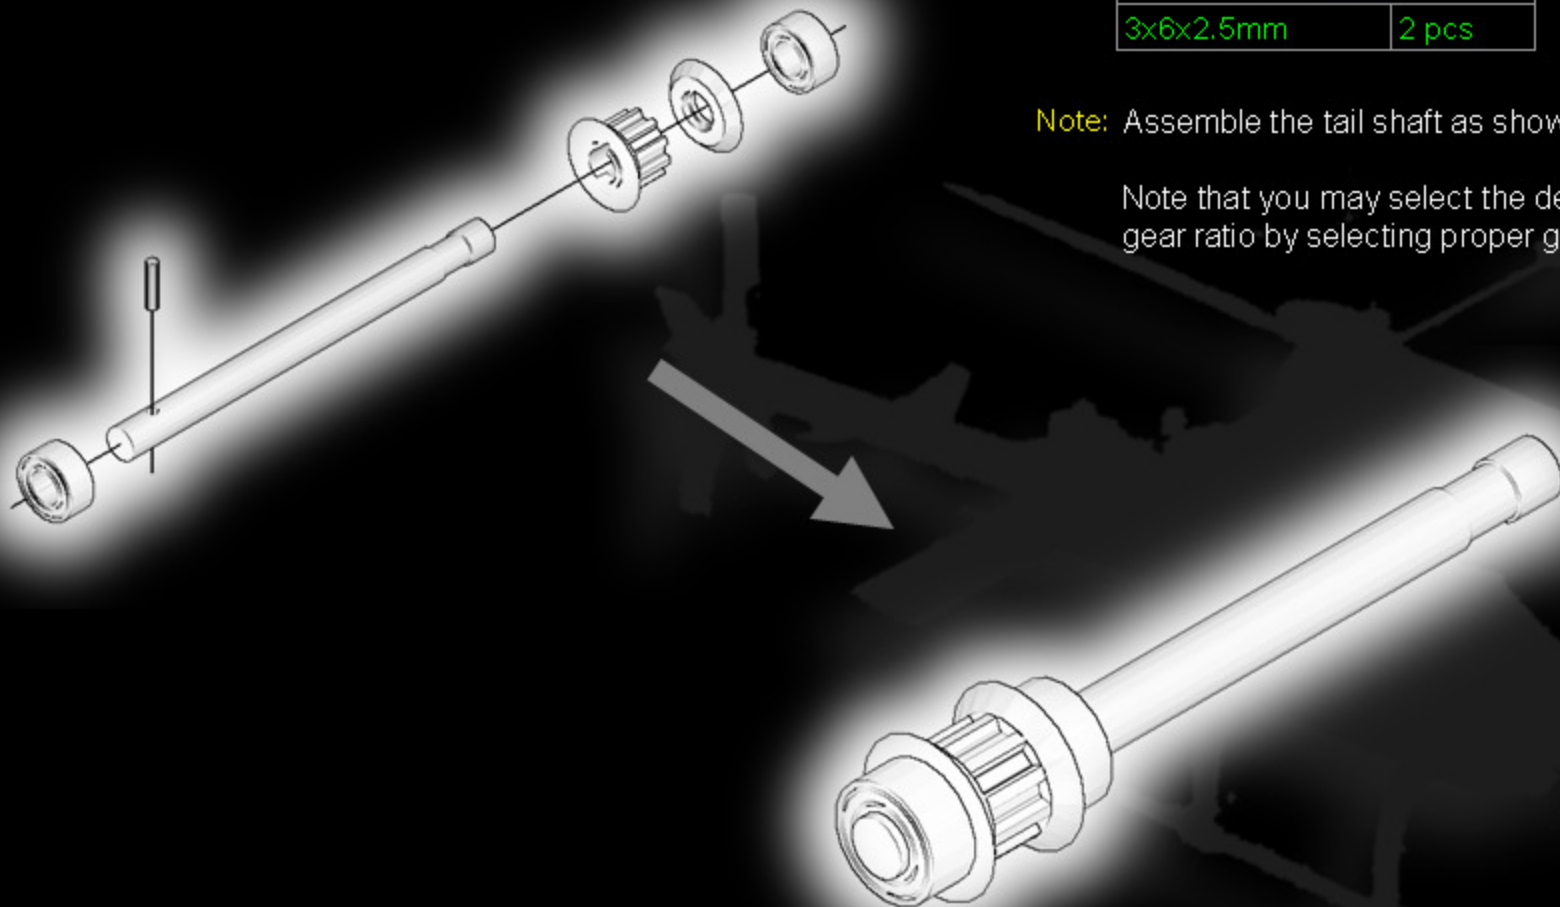 3x6x2.5mm 2 pcs
Note: Assemble the tail shaft as show
Note that you may select the de
gear ratio by selecting proper g